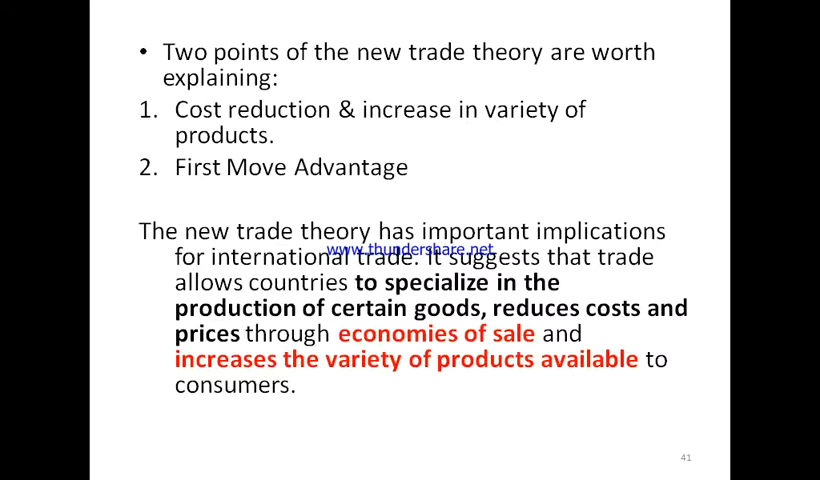 • Two points of the new trade theory are worth
explaining:
1. Cost reduction & increase in variety of
products.
2. First Move Advantage
The new trade theory has important implications
www.thundershare.net
for international trade. It suggests that trade
allows countries to specialize in the
production of certain goods, reduces costs and
prices through economies of sale and
increases the variety of products available to
consumers.
41